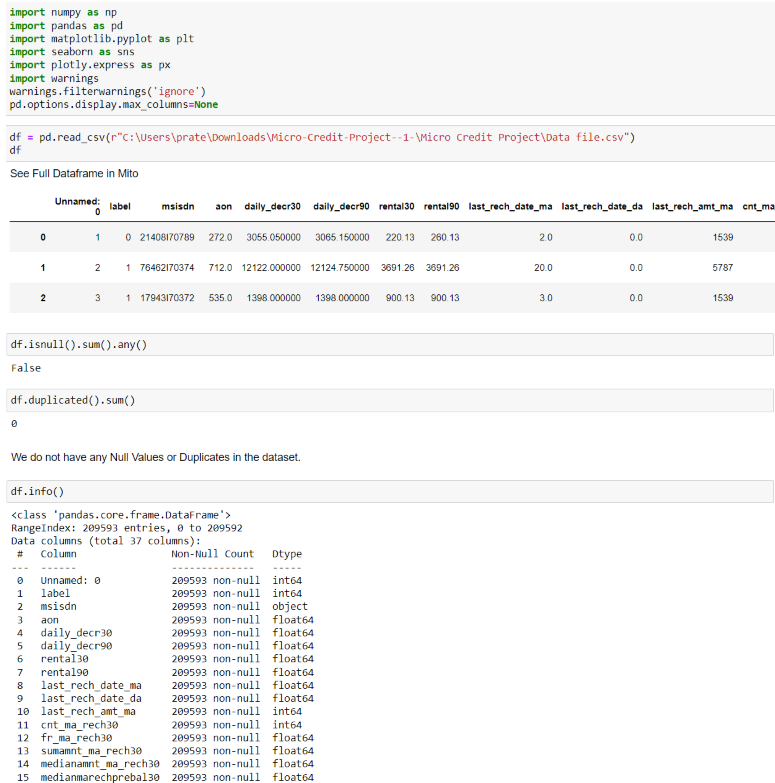 import numpy as np
import pandas as pd
import matplotlib.pyplot as plt
import seaborn as sns
import plotly.express as px
import warnings
warnings.filterwarnings('ignore')
pd.options.display.max_columns=None
df = pd.read_csv(r"C:\Users\prate\Downloads\Micro-Credit-Project--1-\Micro Credit Project\Data file.csv")
df
See Full Dataframe in Mito
Unnamed: 0 label msisdn aon daily_decr30 daily_decr90 rental30 rental90 last_rech_date_ma last_rech_date_da last_rech_amt_ma cnt_ma
0 1 0 21408I70789 272.0 3055.050000 3065.150000 220.13 260.13 2.0 0.0 1539
1 2 1 76462I70374 712.0 12122.000000 12124.750000 3691.26 3691.26 20.0 0.0 5787
2 3 1 17943I70372 535.0 1398.000000 1398.000000 900.13 900.13 3.0 0.0 1539
df.isnull().sum().any()
False
df.duplicated().sum()
0
We do not have any Null Values or Duplicates in the dataset.
df.info()
<class 'pandas.core.frame.DataFrame'>
RangeIndex: 209593 entries, 0 to 209592
Data columns (total 37 columns):
# Column Non-Null Count Dtype
--- ------ -------------- -----
0 Unnamed: 0 209593 non-null int64
1 label 209593 non-null int64
2 msisdn 209593 non-null object
3 aon 209593 non-null float64
4 daily_decr30 209593 non-null float64
5 daily_decr90 209593 non-null float64
6 rental30 209593 non-null float64
7 rental90 209593 non-null float64
8 last_rech_date_ma 209593 non-null float64
9 last_rech_date_da 209593 non-null float64
10 last_rech_amt_ma 209593 non-null int64
11 cnt_ma_rech30 209593 non-null int64
12 fr_ma_rech30 209593 non-null float64
13 sumamnt_ma_rech30 209593 non-null float64
14 medianamnt_ma_rech30 209593 non-null float64
15 medianmarechprebal30 209593 non-null float64